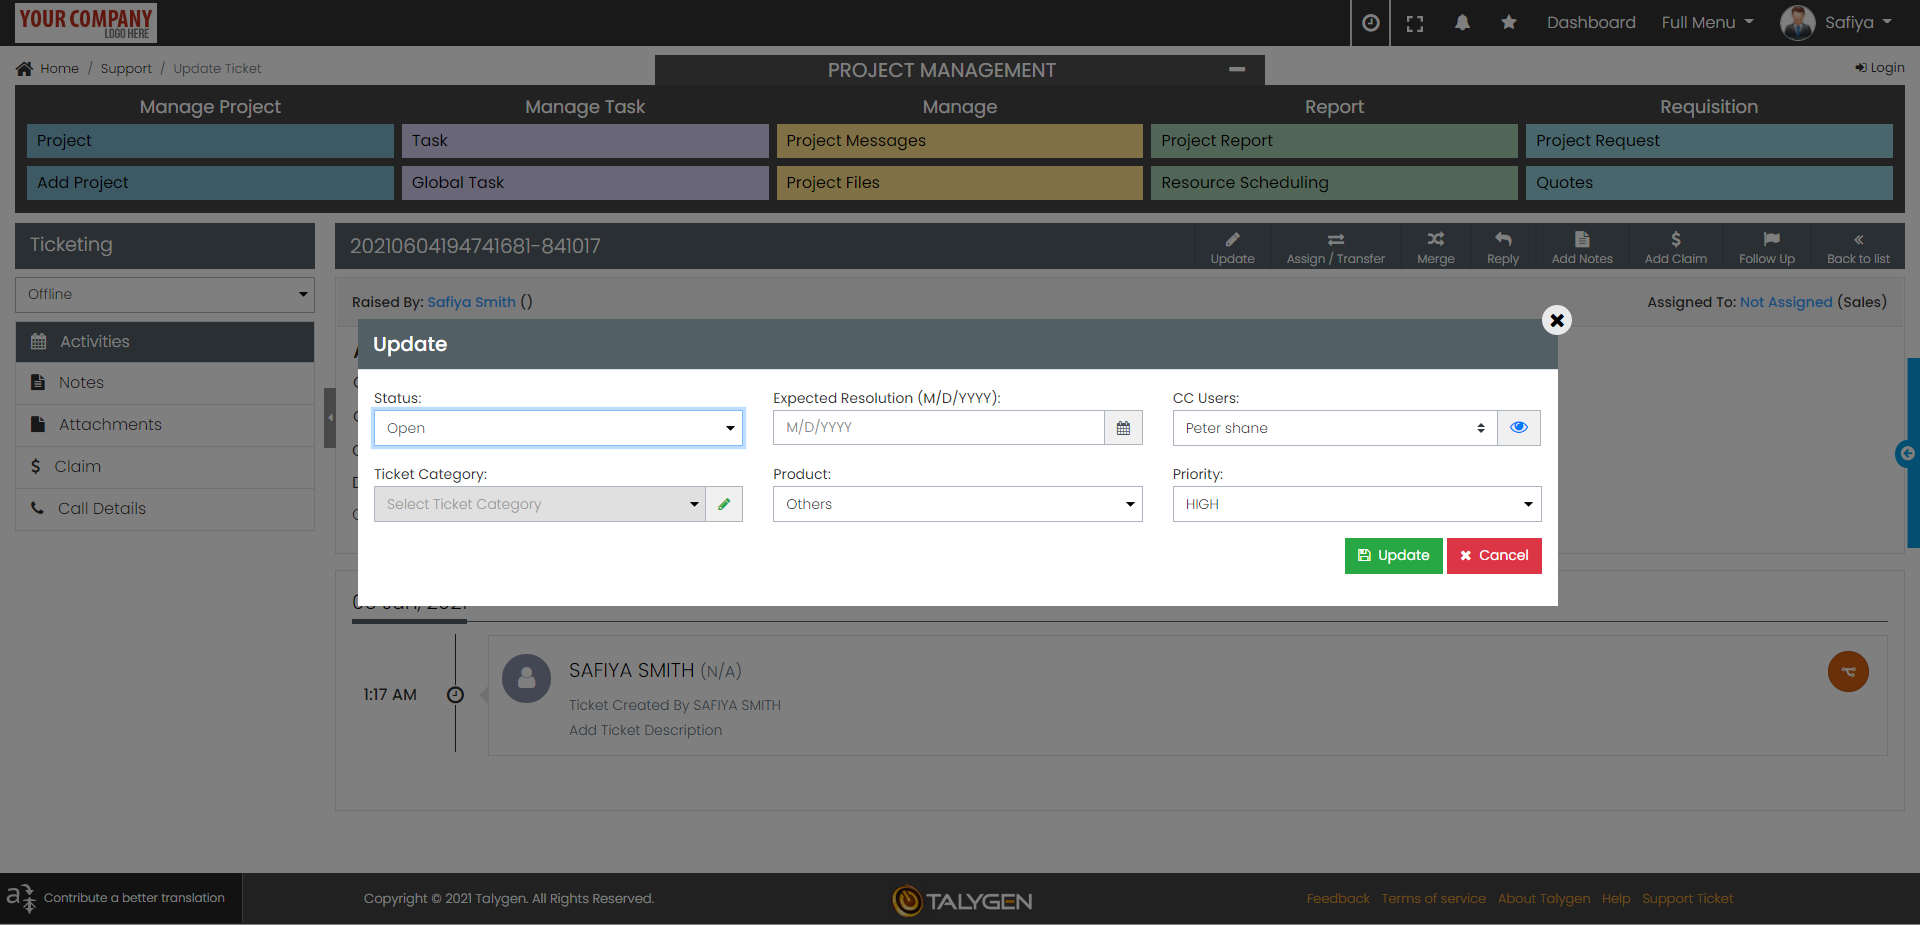 YOUR COMPANY
LOGO HERE
Dashboard
Full Menu
Safiya
Home / Support / Update Ticket
PROJECT MANAGEMENT
Login
Manage Project
Manage Task
Manage
Report
Requisition
Project
Task
Project Messages
Project Report
Project Request
Add Project
Global Task
Project Files
Resource Scheduling
Quotes
Ticketing
20210604194741681-841017
Update
Assign / Transfer
Merge
Reply
Add Notes
Add Claim
Follow Up
Back to list
Offline
Raised By: Safiya Smith ()
Assigned To: Not Assigned (Sales)
Activities
Notes
Attachments
Claim
Call Details
Update
Status:
Expected Resolution (M/D/YYYY):
CC Users:
Open
M/D/YYYY
Peter shane
Ticket Category:
Product:
Priority:
Select Ticket Category
Others
HIGH
Update
Cancel
1:17 AM
SAFIYA SMITH (N/A)
Ticket Created By SAFIYA SMITH
Add Ticket Description
Contribute a better translation
Copyright © 2021 Talygen. All Rights Reserved.
TALYGEN
Feedback
Terms of service
About Talygen
Help
Support Ticket